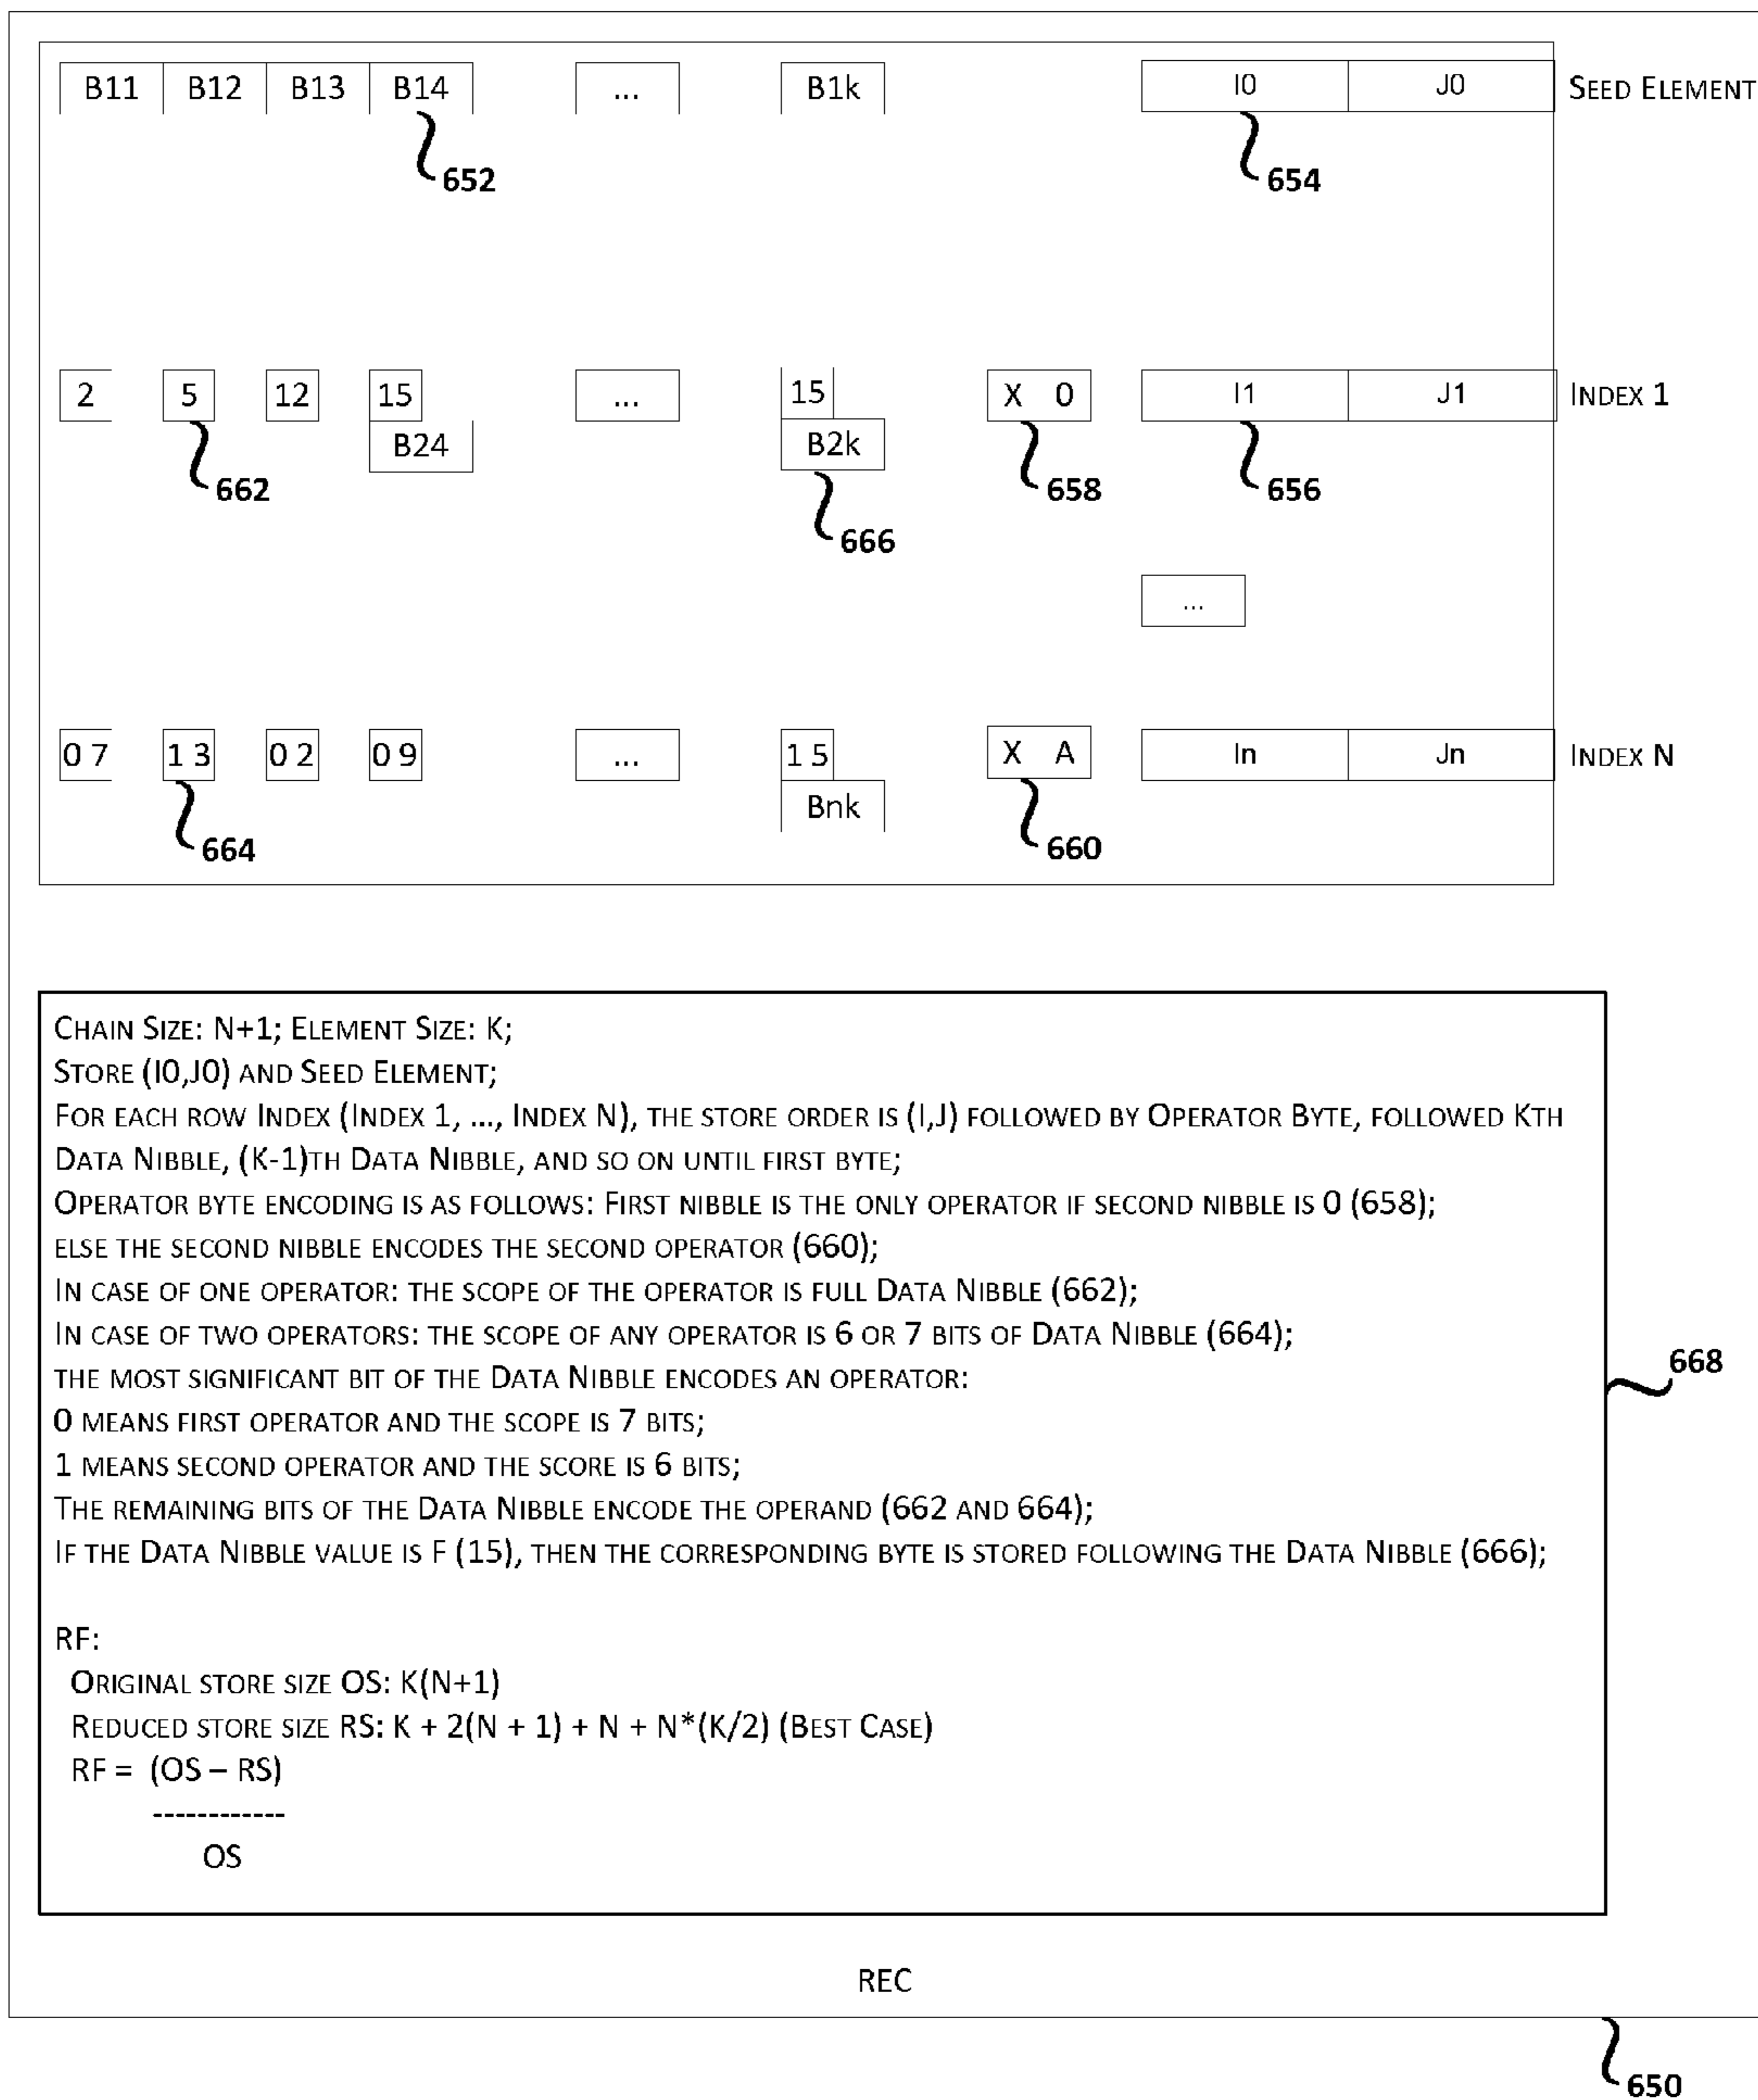 B11 B12 B13 B14 ... B1k I0 J0 SEED ELEMENT
652 654
2 5 12 15 ... 15 X 0 I1 J1 INDEX 1
B24 B2k
662 658 656
666
...
0 7 1 3 0 2 0 9 ... 1 5 X A In Jn INDEX N
Bnk
664 660
CHAIN SIZE: N+1; ELEMENT SIZE: K;
STORE (I0,J0) AND SEED ELEMENT;
FOR EACH ROW INDEX (INDEX 1, ..., INDEX N), THE STORE ORDER IS (I,J) FOLLOWED BY OPERATOR BYTE, FOLLOWED KTH
DATA NIBBLE, (K-1)TH DATA NIBBLE, AND SO ON UNTIL FIRST BYTE;
OPERATOR BYTE ENCODING IS AS FOLLOWS: FIRST NIBBLE IS THE ONLY OPERATOR IF SECOND NIBBLE IS 0 (658);
ELSE THE SECOND NIBBLE ENCODES THE SECOND OPERATOR (660);
IN CASE OF ONE OPERATOR: THE SCOPE OF THE OPERATOR IS FULL DATA NIBBLE (662);
IN CASE OF TWO OPERATORS: THE SCOPE OF ANY OPERATOR IS 6 OR 7 BITS OF DATA NIBBLE (664);
THE MOST SIGNIFICANT BIT OF THE DATA NIBBLE ENCODES AN OPERATOR:
0 MEANS FIRST OPERATOR AND THE SCOPE IS 7 BITS;
1 MEANS SECOND OPERATOR AND THE SCORE IS 6 BITS;
THE REMAINING BITS OF THE DATA NIBBLE ENCODE THE OPERAND (662 AND 664);
IF THE DATA NIBBLE VALUE IS F (15), THEN THE CORRESPONDING BYTE IS STORED FOLLOWING THE DATA NIBBLE (666);
668
RF:
ORIGINAL STORE SIZE OS: K(N+1)
REDUCED STORE SIZE RS: K + 2(N + 1) + N + N*(K/2) (BEST CASE)
RF = (OS – RS)
------------
OS
REC
650